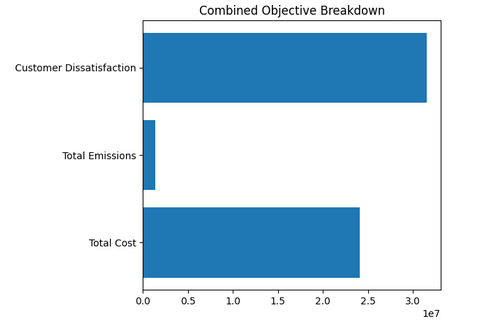 Combined Objective Breakdown
Customer Dissatisfaction
Total Emissions
Total Cost
0.0 0.5 1.0 1.5 2.0 2.5 3.0
1e7